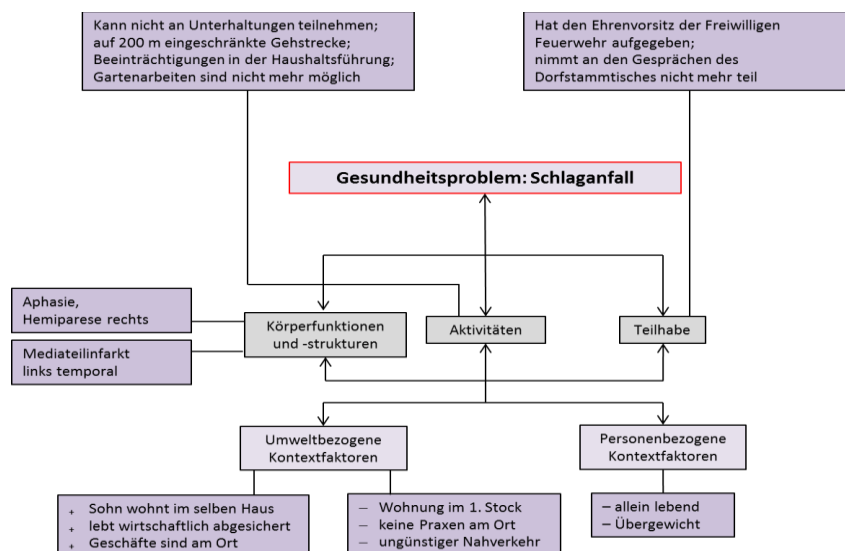 Kann nicht an Unterhaltungen teilnehmen;
auf 200 m eingeschränkte Gehstrecke;
Beeinträchtigungen in der Haushaltsführung;
Gartenarbeiten sind nicht mehr möglich
Hat den Ehrenvorsitz der Freiwilligen
Feuerwehr aufgegeben;
nimmt an den Gesprächen des
Dorfstammtisches nicht mehr teil
Gesundheitsproblem: Schlaganfall
Aphasie,
Hemiparese rechts
Mediateilinfarkt
links temporal
Körperfunktionen
und -strukturen
Aktivitäten
Teilhabe
Umweltbezogene
Kontextfaktoren
Personenbezogene
Kontextfaktoren
+ Sohn wohnt im selben Haus
+ lebt wirtschaftlich abgesichert
+ Geschäfte sind am Ort
– Wohnung im 1. Stock
– keine Praxen am Ort
– ungünstiger Nahverkehr
– allein lebend
– Übergewicht